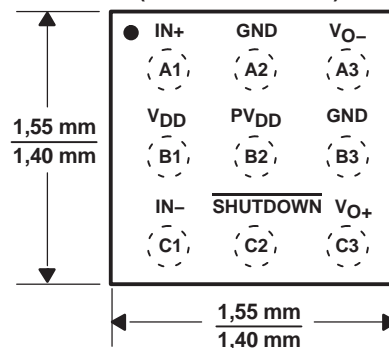 IN+ GND VO–
A1 A2 A3
VDD PVDD GND
B1 B2 B3
1,55 mm
1,40 mm
IN– SHUTDOWN VO+
C1 C2 C3
1,55 mm
1,40 mm